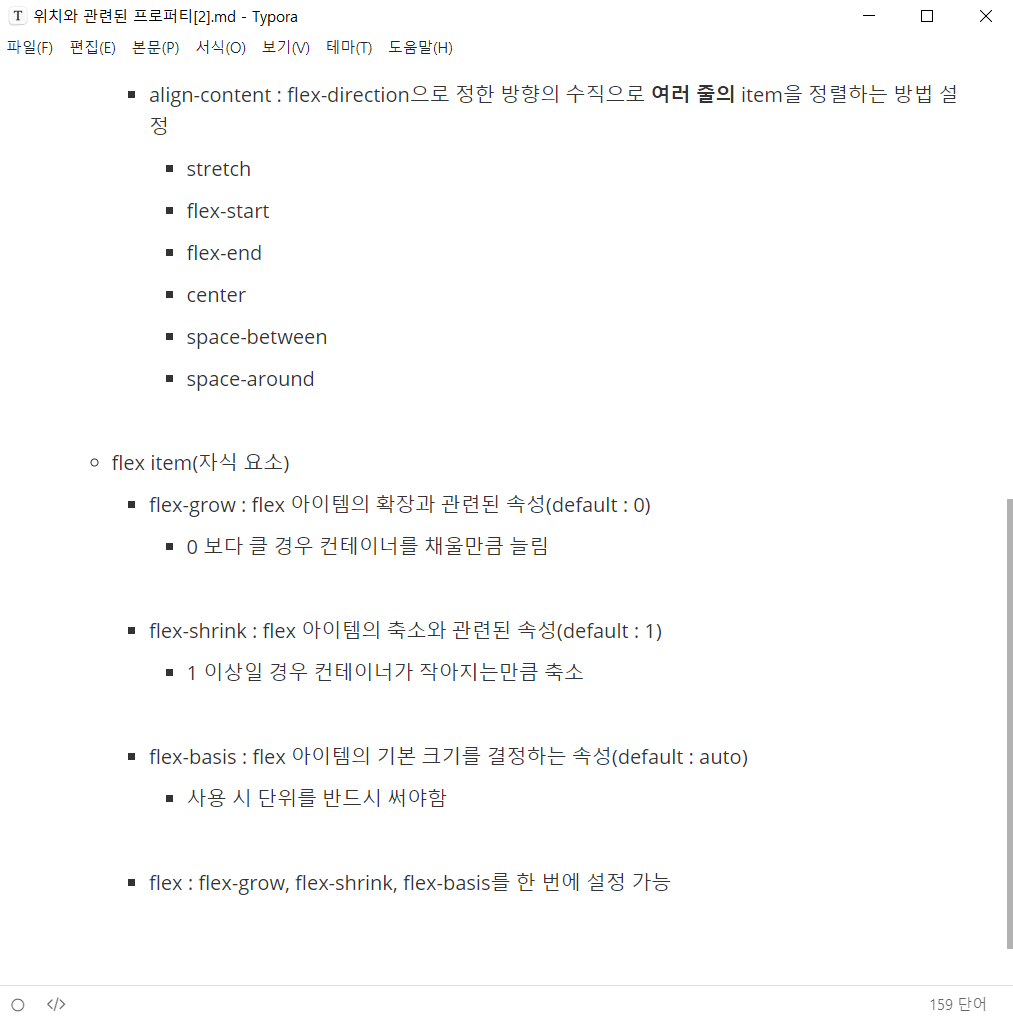 위치와 관련된 프로퍼티[2].md - Typora
파일(F) 편집(E) 본문(P) 서식(O) 보기(V) 테마(T) 도움말(H)
align-content : flex-direction으로 정한 방향의 수직으로 여러 줄의 item을 정렬하는 방법 설
정
stretch
flex-start
flex-end
center
space-between
space-around
flex item(자식 요소)
flex-grow : flex 아이템의 확장과 관련된 속성(default : 0)
0 보다 클 경우 컨테이너를 채울만큼 늘림
flex-shrink : flex 아이템의 축소와 관련된 속성(default : 1)
1 이상일 경우 컨테이너가 작아지는만큼 축소
flex-basis : flex 아이템의 기본 크기를 결정하는 속성(default : auto)
사용 시 단위를 반드시 써야함
flex : flex-grow, flex-shrink, flex-basis를 한 번에 설정 가능
159 단어